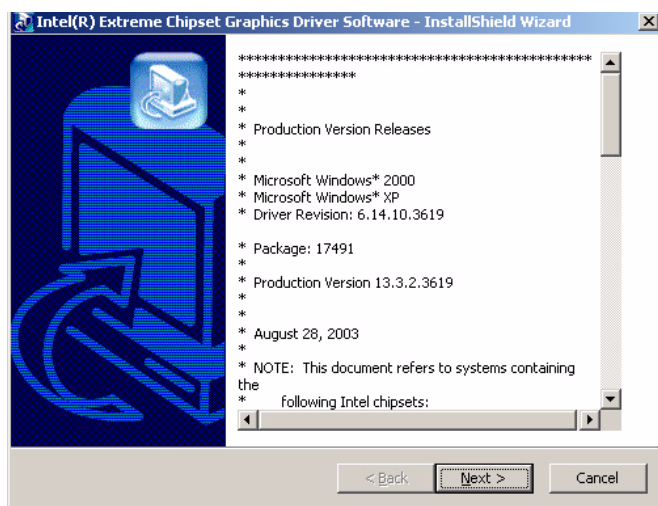 Intel(R) Extreme Chipset Graphics Driver Software - InstallShield Wizard
********************************************
***************
*
*
* Production Version Releases
*
*
* Microsoft Windows* 2000
* Microsoft Windows* XP
* Driver Revision: 6.14.10.3619

* Package: 17491
*
* Production Version 13.3.2.3619
*
*
* August 28, 2003
*
* NOTE:  This document refers to systems containing
the
*       following Intel chipsets:
< Back
Next >
Cancel